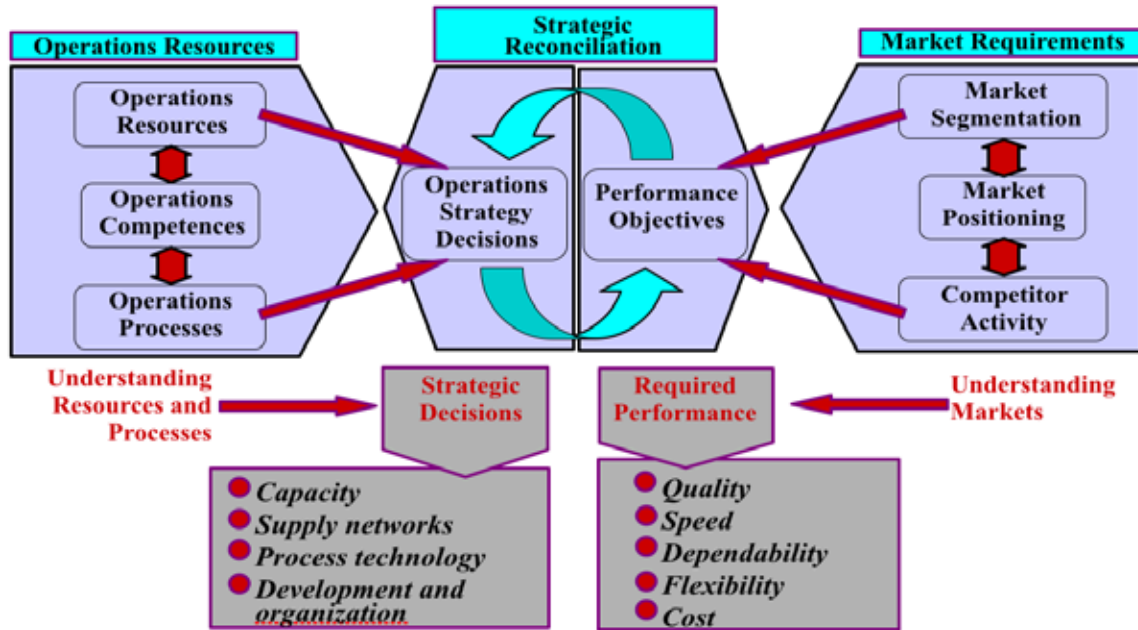 Operations Resources
Strategic
Reconciliation
Market Requirements
Operations
Resources
Operations
Competences
Operations
Processes
Operations
Strategy
Decisions
Performance
Objectives
Market
Segmentation
Market
Positioning
Competitor
Activity
Understanding
Resources and
Processes
Strategic
Decisions
Required
Performance
Understanding
Markets
Capacity
Supply networks
Process technology
Development and
organization
Quality
Speed
Dependability
Flexibility
Cost